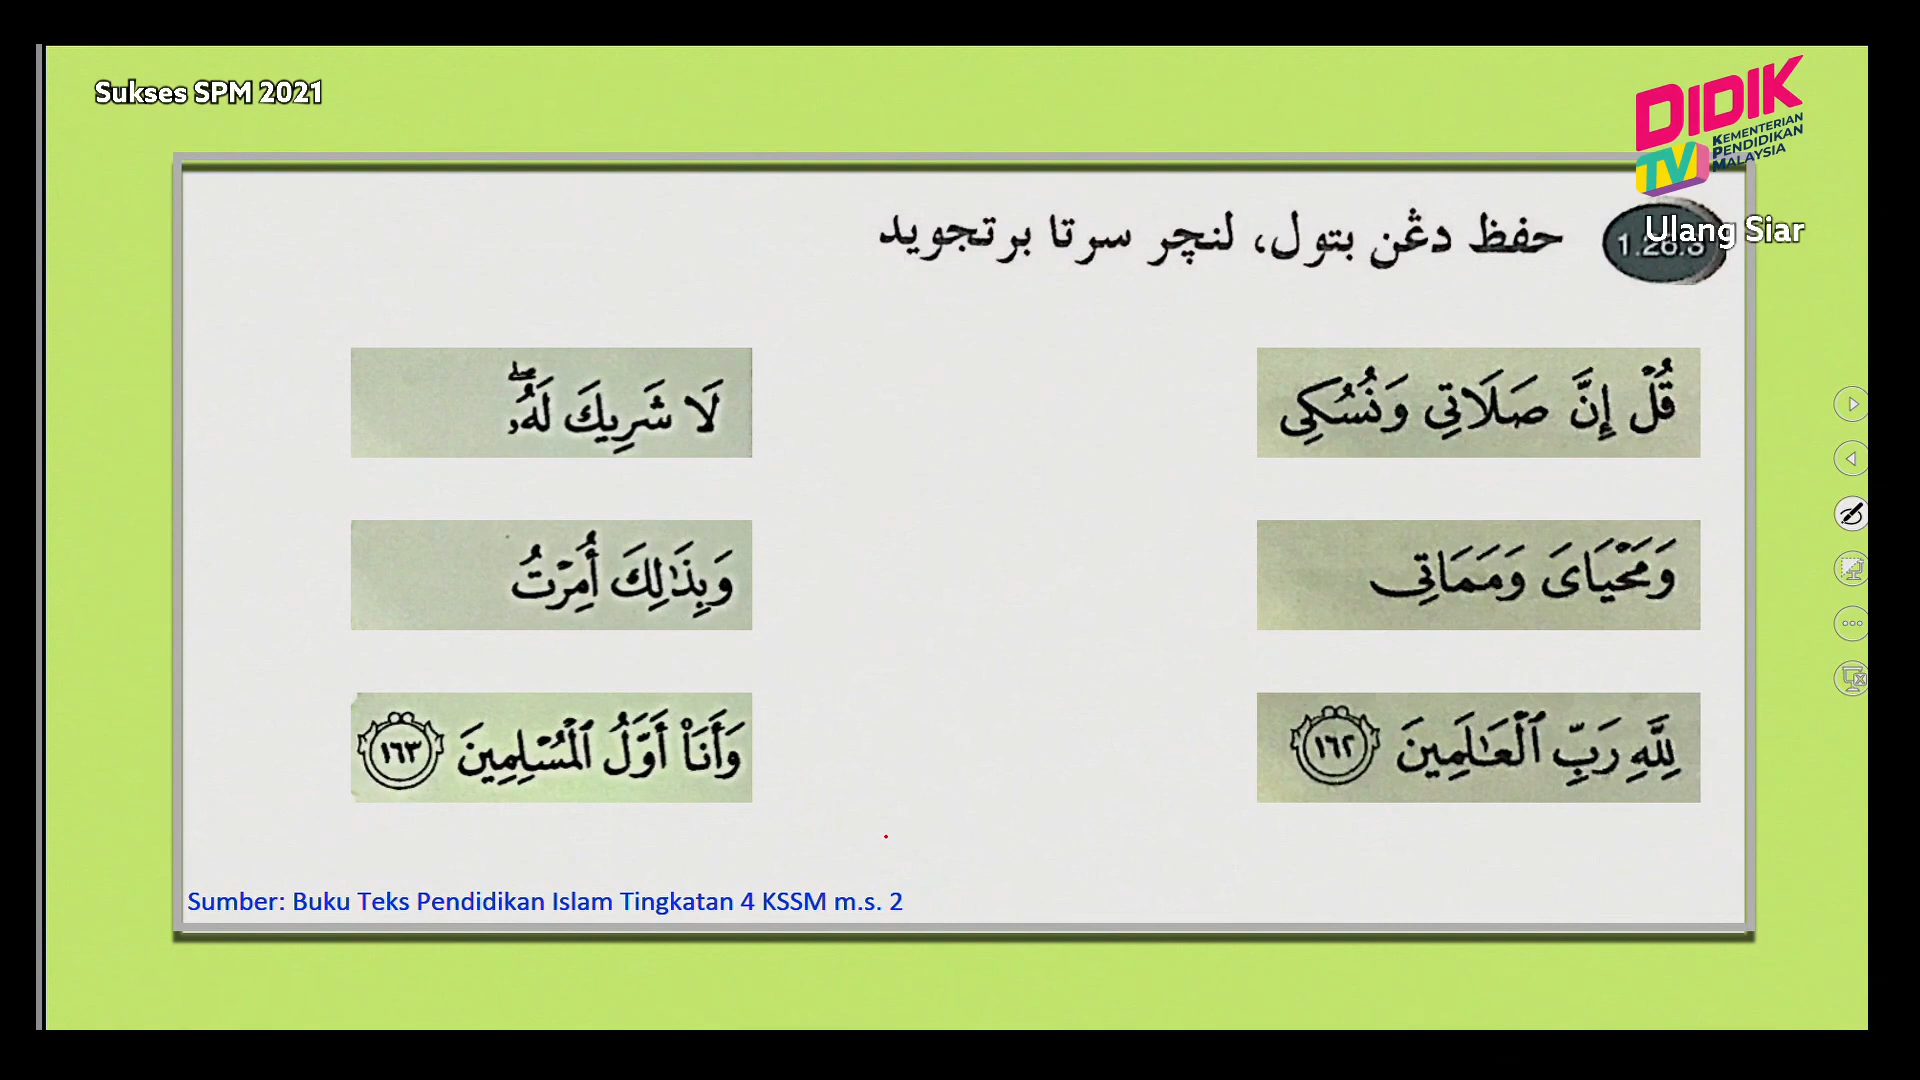 Sukses SPM 2021
DIDIK
TV
KEMENTERIAN
PENDIDIKAN
MALAYSIA
Ulang Siar
حفظ دڠن بتول، لنچر سرتا برتجويد
قُلۡ إِنَّ صَلَاتِي وَنُسُكِى
وَمَحۡيَاىَ وَمَمَاتِى
لِلَّهِ رَبِّ ٱلۡعَـٰلَمِينَ ١٦٢
لَا شَرِيكَ لَهُۥۖ
وَبِذَٰلِكَ أُمِرۡتُ
وَأَنَا۠ أَوَّلُ ٱلۡمُسۡلِمِينَ ١٦٣
Sumber: Buku Teks Pendidikan Islam Tingkatan 4 KSSM m.s. 2